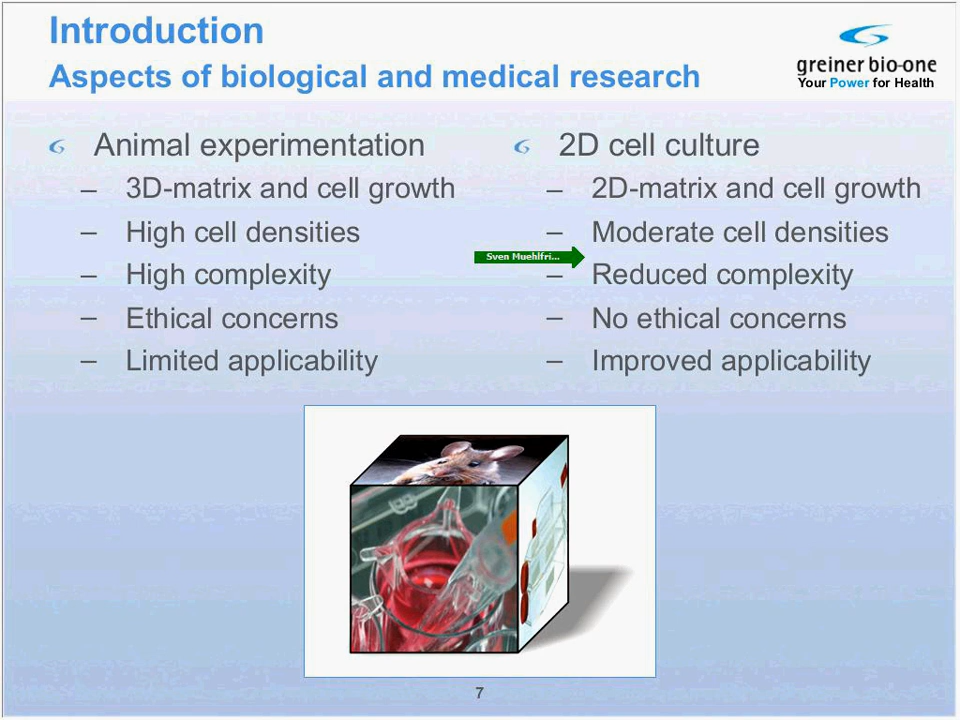 Introduction
Aspects of biological and medical research
greiner bio-one
Your Power for Health
Animal experimentation
– 3D-matrix and cell growth
– High cell densities
– High complexity
– Ethical concerns
– Limited applicability
2D cell culture
– 2D-matrix and cell growth
– Moderate cell densities
Sven Muehlfri...
– Reduced complexity
– No ethical concerns
– Improved applicability
7